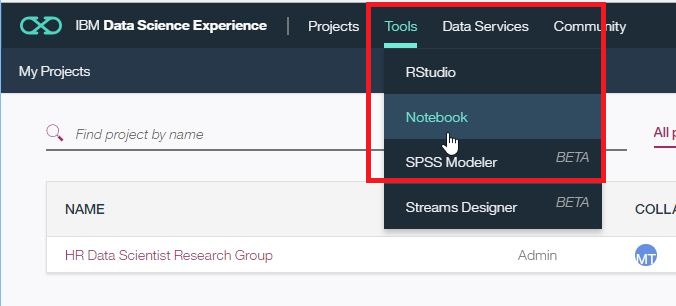 IBM Data Science Experience | Projects Tools Data Services Community
My Projects
RStudio
Notebook
Find project by name
All
SPSS Modeler BETA
NAME
Streams Designer BETA
COLLA
HR Data Scientist Research Group Admin MT